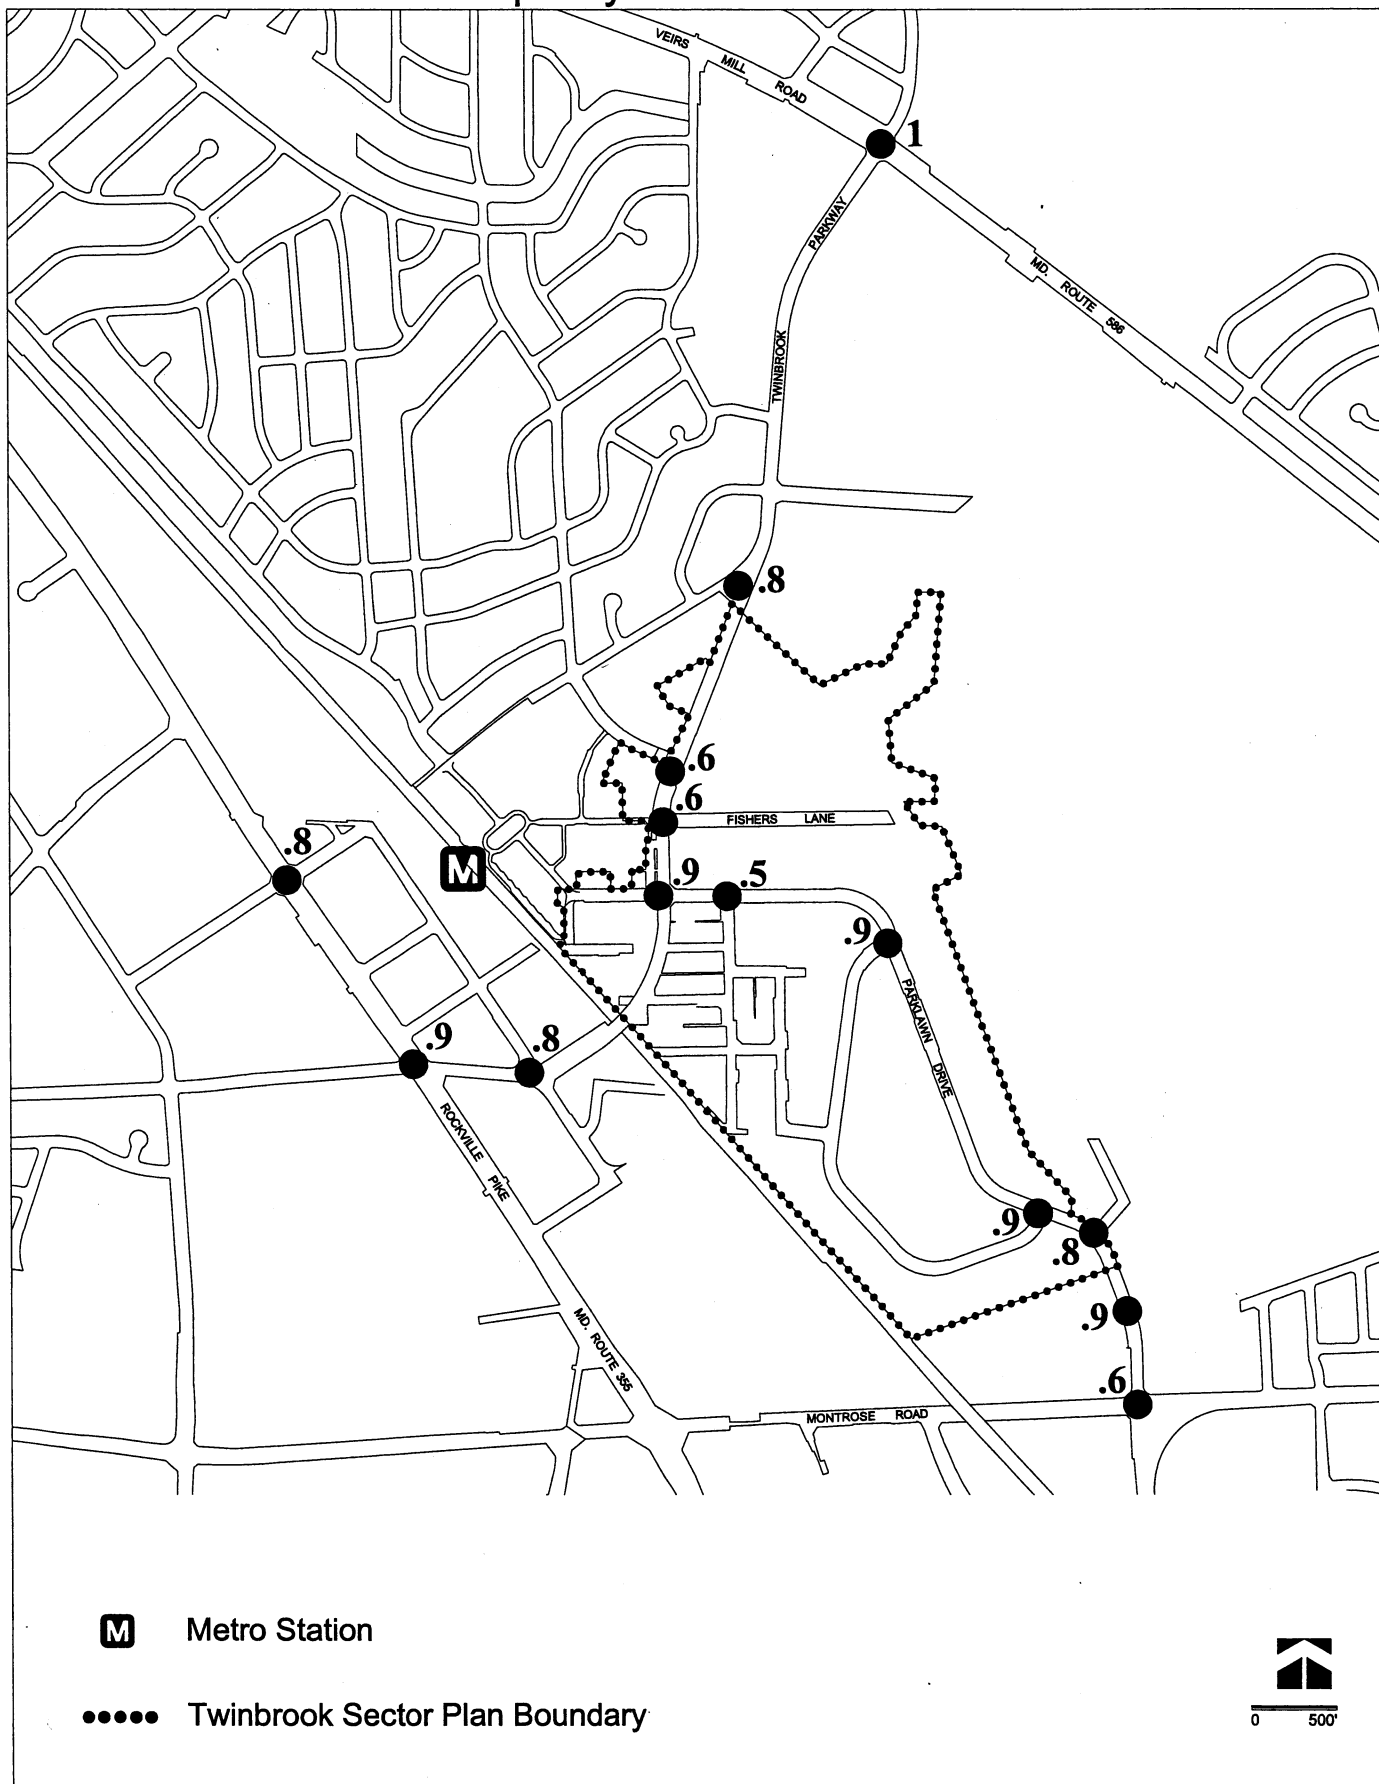 VEIRS MILL ROAD
1
PARKWAY
MD. ROUTE 586
TWINBROOK
.8
.6
.6
FISHERS LANE
.8
M
.9
.5
.9
PARKLAWN DRIVE
.9
.8
ROCKVILLE PIKE
.9
.8
.9
MD. ROUTE 355
.6
MONTROSE ROAD
M Metro Station
Twinbrook Sector Plan Boundary
0 500'